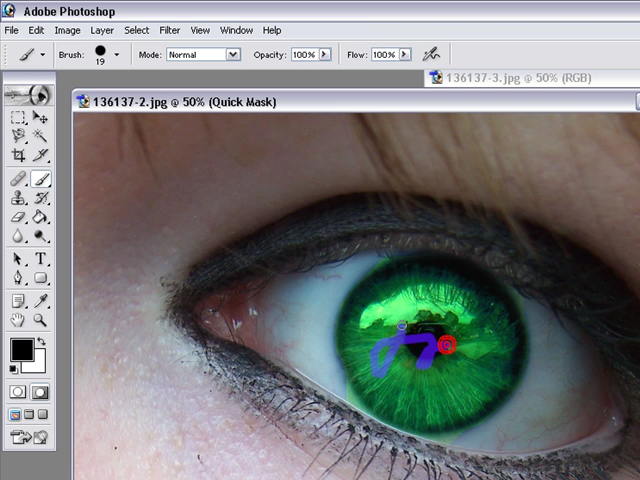 Adobe Photoshop
File Edit Image Layer Select Filter View Window Help
Brush: 19 Mode: Normal Opacity: 100% Flow: 100%
136137-3.jpg @ 50% (RGB)
136137-2.jpg @ 50% (Quick Mask)
T